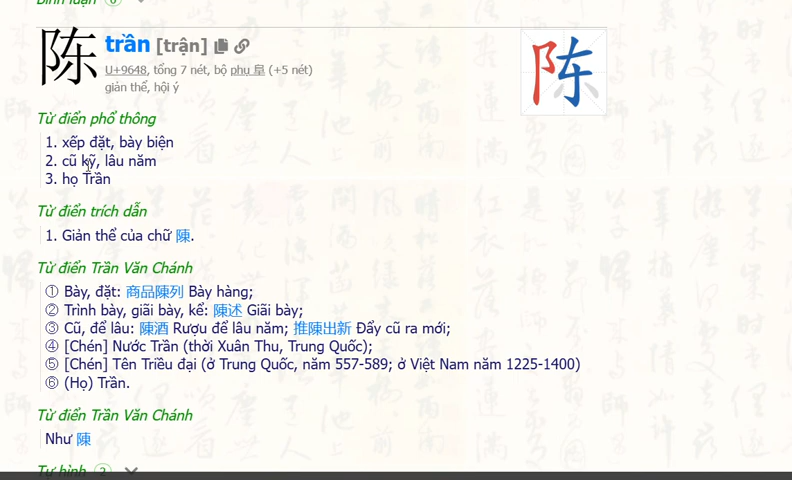 Bình luận 0
陈 trần [trận]
U+9648, tổng 7 nét, bộ phụ 阜 (+5 nét)
giản thể, hội ý
陈
Từ điển phổ thông
1. xếp đặt, bày biện
2. cũ kỹ, lâu năm
3. họ Trần
Từ điển trích dẫn
1. Giản thể của chữ 陳.
Từ điển Trần Văn Chánh
① Bày, đặt: 商品陳列 Bày hàng;
② Trình bày, giãi bày, kể: 陳述 Giãi bày;
③ Cũ, để lâu: 陳酒 Rượu để lâu năm; 推陳出新 Đẩy cũ ra mới;
④ [Chén] Nước Trần (thời Xuân Thu, Trung Quốc);
⑤ [Chén] Tên Triều đại (ở Trung Quốc, năm 557-589; ở Việt Nam năm 1225-1400)
⑥ (Họ) Trần.
Từ điển Trần Văn Chánh
Như 陳
Tự hình 2